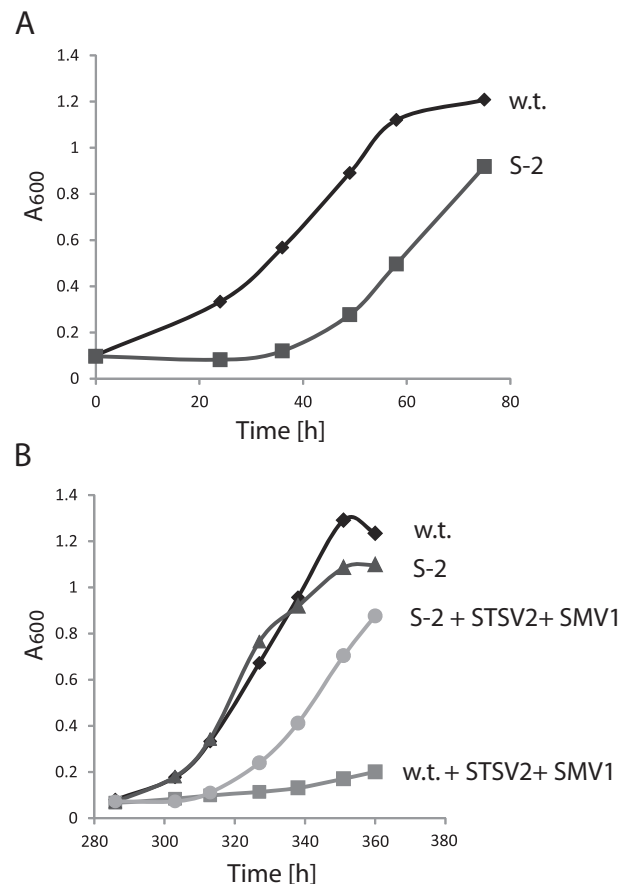 A
1.4
1.2
1
0.8
0.6
0.4
0.2
0
A600
w.t.
S-2
0 20 40 60 80
Time [h]
B
1.4
1.2
1
0.8
0.6
0.4
0.2
0
A600
w.t.
S-2
S-2 + STSV2+ SMV1
w.t. + STSV2+ SMV1
280 300 320 340 360 380
Time [h]